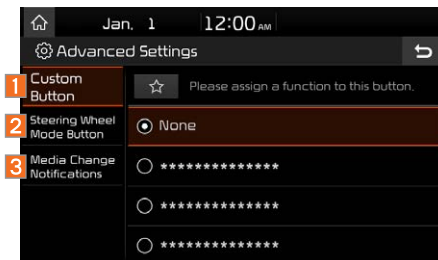 Jan. 1 12:00 AM
Advanced Settings
1 Custom Button
☆ Please assign a function to this button.
2 Steering Wheel Mode Button
None
3 Media Change Notifications
**************
**************
**************